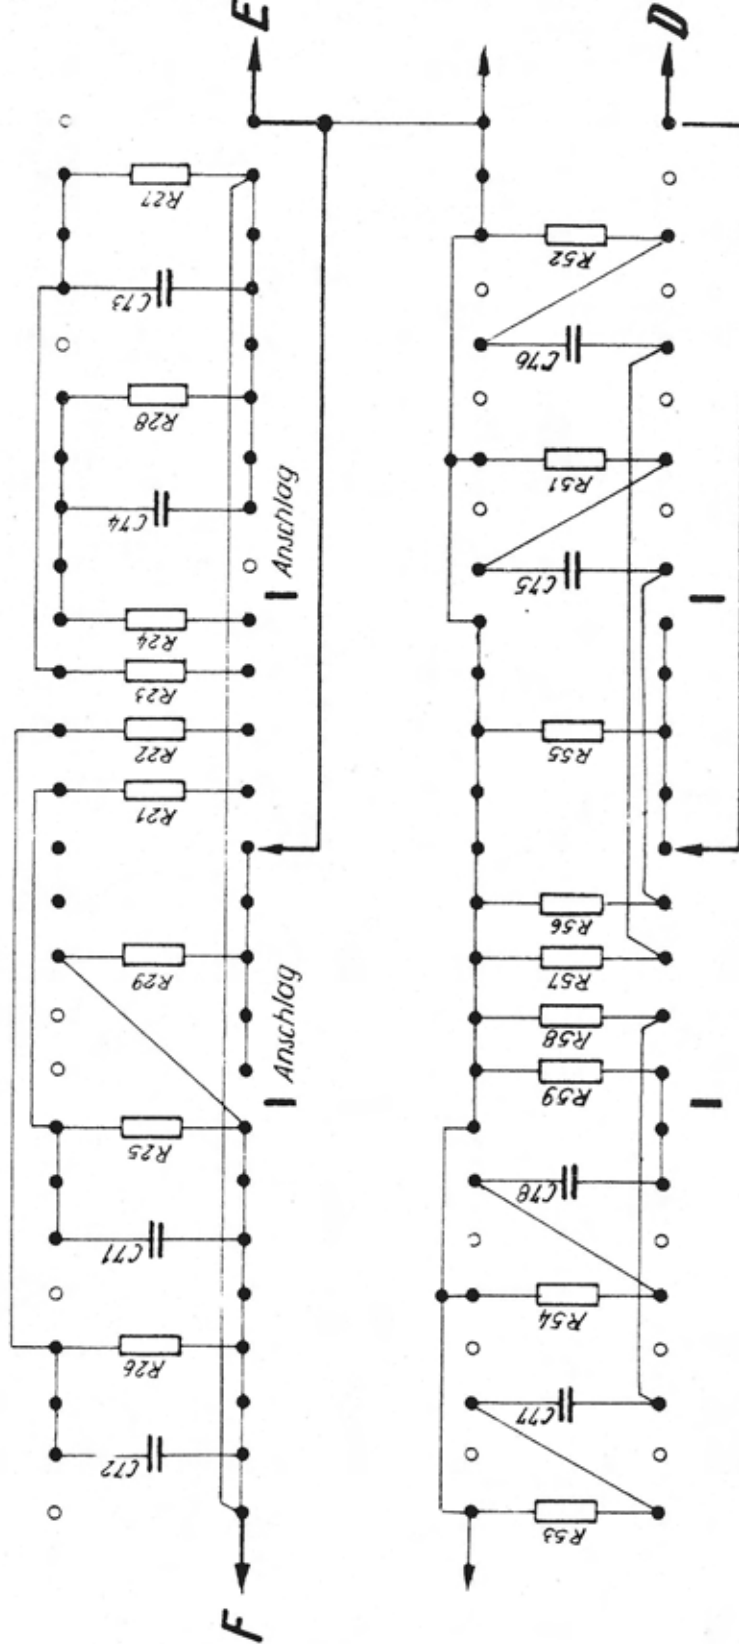 E
D
R27
C73
R28
C74
Anschlag
R24
R23
R22
R21
R29
Anschlag
R25
C71
R26
C72
F
R52
C76
R51
C75
R55
R56
R57
R58
R59
C78
R54
C77
R53